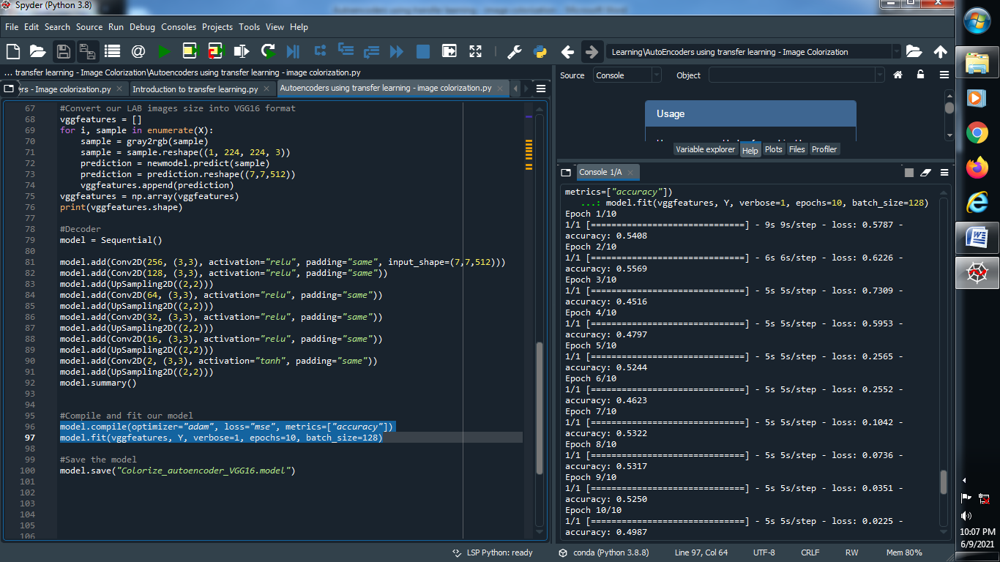 Spyder (Python 3.8)
File Edit Search Source Run Debug Consoles Projects Tools View Help
Learning\AutoEncoders using transfer learning - Image Colorization
... transfer learning - Image Colorization\Autoencoders using transfer learning - image colorization.py
ers - Image colorization.py
Introduction to transfer learning.py
Autoencoders using transfer learning - image colorization.py
67 #Convert our LAB images size into VGG16 format
68 vggfeatures = []
69 for i, sample in enumerate(X):
70 sample = gray2rgb(sample)
71 sample = sample.reshape((1, 224, 224, 3))
72 prediction = newmodel.predict(sample)
73 prediction = prediction.reshape((7,7,512))
74 vggfeatures.append(prediction)
75 vggfeatures = np.array(vggfeatures)
76 print(vggfeatures.shape)
77
78 #Decoder
79 model = Sequential()
80
81 model.add(Conv2D(256, (3,3), activation="relu", padding="same", input_shape=(7,7,512)))
82 model.add(Conv2D(128, (3,3), activation="relu", padding="same"))
83 model.add(UpSampling2D((2,2)))
84 model.add(Conv2D(64, (3,3), activation="relu", padding="same"))
85 model.add(UpSampling2D((2,2)))
86 model.add(Conv2D(32, (3,3), activation="relu", padding="same"))
87 model.add(UpSampling2D((2,2)))
88 model.add(Conv2D(16, (3,3), activation="relu", padding="same"))
89 model.add(UpSampling2D((2,2)))
90 model.add(Conv2D(2, (3,3), activation="tanh", padding="same"))
91 model.add(UpSampling2D((2,2)))
92 model.summary()
93
94
95 #Compile and fit our model
96 model.compile(optimizer="adam", loss="mse", metrics=["accuracy"])
97 model.fit(vggfeatures, Y, verbose=1, epochs=10, batch_size=128)
98
99 #Save the model
100 model.save("Colorize_autoencoder_VGG16.model")
101
102
103
104
105
106
Source Console Object
Usage
Variable explorer Help Plots Files Profiler
Console 1/A
metrics=["accuracy"])
...: model.fit(vggfeatures, Y, verbose=1, epochs=10, batch_size=128)
Epoch 1/10
1/1 [==============================] - 9s 9s/step - loss: 0.5787 -
accuracy: 0.5408
Epoch 2/10
1/1 [==============================] - 6s 6s/step - loss: 0.6226 -
accuracy: 0.5569
Epoch 3/10
1/1 [==============================] - 5s 5s/step - loss: 0.7309 -
accuracy: 0.4516
Epoch 4/10
1/1 [==============================] - 5s 5s/step - loss: 0.5953 -
accuracy: 0.4797
Epoch 5/10
1/1 [==============================] - 5s 5s/step - loss: 0.2565 -
accuracy: 0.5244
Epoch 6/10
1/1 [==============================] - 5s 5s/step - loss: 0.2552 -
accuracy: 0.4623
Epoch 7/10
1/1 [==============================] - 5s 5s/step - loss: 0.1042 -
accuracy: 0.5322
Epoch 8/10
1/1 [==============================] - 5s 5s/step - loss: 0.0736 -
accuracy: 0.5317
Epoch 9/10
1/1 [==============================] - 5s 5s/step - loss: 0.0351 -
accuracy: 0.5250
Epoch 10/10
1/1 [==============================] - 5s 5s/step - loss: 0.0225 -
accuracy: 0.4987
LSP Python: ready conda (Python 3.8.8) Line 97, Col 64 UTF-8 CRLF RW Mem 80%
10:07 PM
6/9/2021